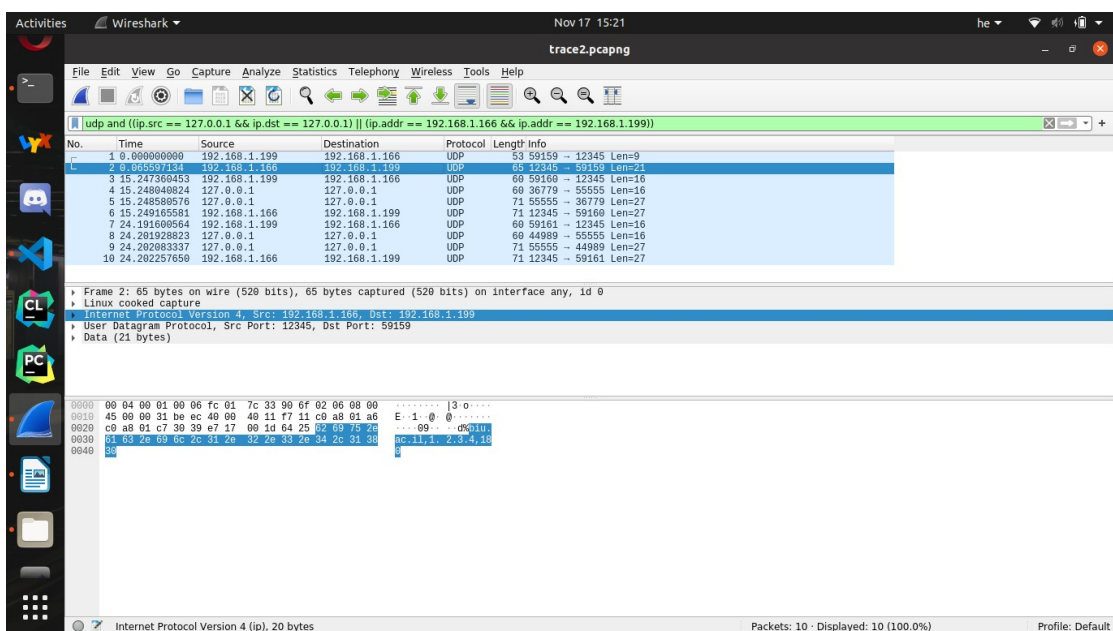 Activities Wireshark Nov 17 15:21 he
trace2.pcapng
File Edit View Go Capture Analyze Statistics Telephony Wireless Tools Help
udp and ((ip.src == 127.0.0.1 && ip.dst == 127.0.0.1) || (ip.addr == 192.168.1.166 && ip.addr == 192.168.1.199))
No. Time Source Destination Protocol Length Info
1 0.000000000 192.168.1.199 192.168.1.166 UDP 53 59159 → 12345 Len=9
2 0.065597134 192.168.1.166 192.168.1.199 UDP 65 12345 → 59159 Len=21
3 15.247360453 192.168.1.199 192.168.1.166 UDP 60 59160 → 12345 Len=16
4 15.248040824 127.0.0.1 127.0.0.1 UDP 60 36779 → 55555 Len=16
5 15.248580576 127.0.0.1 127.0.0.1 UDP 71 55555 → 36779 Len=27
6 15.249165581 192.168.1.166 192.168.1.199 UDP 71 12345 → 59160 Len=27
7 24.191600564 192.168.1.199 192.168.1.166 UDP 60 59161 → 12345 Len=16
8 24.201928823 127.0.0.1 127.0.0.1 UDP 60 44989 → 55555 Len=16
9 24.202083337 127.0.0.1 127.0.0.1 UDP 71 55555 → 44989 Len=27
10 24.202257650 192.168.1.166 192.168.1.199 UDP 71 12345 → 59161 Len=27
Frame 2: 65 bytes on wire (520 bits), 65 bytes captured (520 bits) on interface any, id 0
Linux cooked capture
Internet Protocol Version 4, Src: 192.168.1.166, Dst: 192.168.1.199
User Datagram Protocol, Src Port: 12345, Dst Port: 59159
Data (21 bytes)
0000 00 04 00 01 00 06 fc 01 7c 33 90 6f 02 06 08 00 ········ |3·o····
0010 45 00 00 31 be ec 40 00 40 11 f7 11 c0 a8 01 a6 E··1··@· @·······
0020 c0 a8 01 c7 30 39 e7 17 00 1d 64 25 62 69 75 2e ····09·· ··d%biu.
0030 61 63 2e 69 6c 2c 31 2e 32 2e 33 2e 34 2c 31 38 ac.il,1. 2.3.4,18
0040 30 0
Internet Protocol Version 4 (ip), 20 bytes Packets: 10 · Displayed: 10 (100.0%) Profile: Default
CL
PC